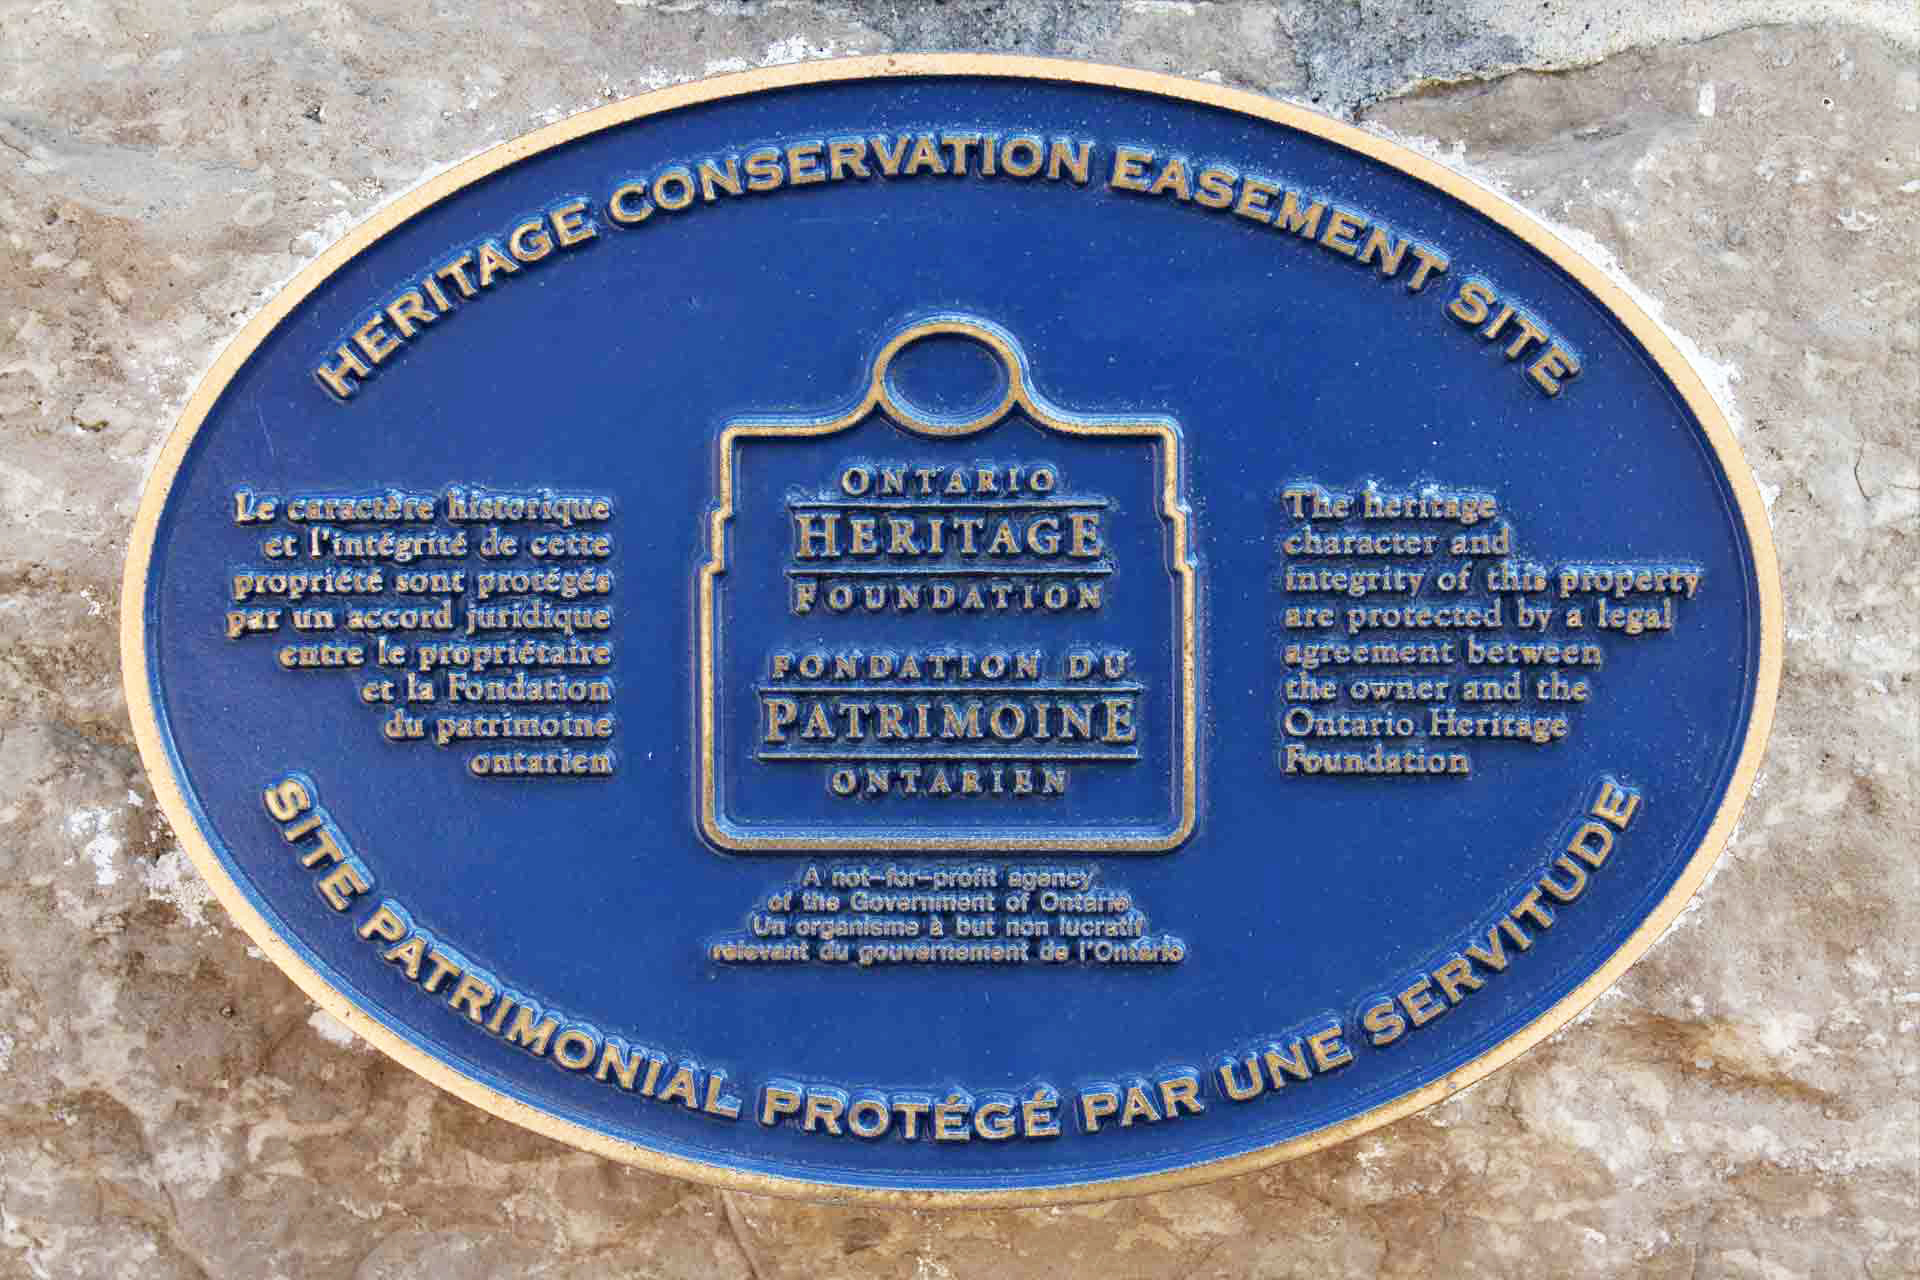 HERITAGE CONSERVATION EASEMENT SITE
Le caractère historique
et l'intégrité de cette
propriété sont protégés
par un accord juridique
entre le propriétaire
et la Fondation
du patrimoine
ontarien
ONTARIO
HERITAGE
FOUNDATION
FONDATION DU
PATRIMOINE
ONTARIEN
The heritage
character and
integrity of this property
are protected by a legal
agreement between
the owner and the
Ontario Heritage
Foundation
A not-for-profit agency
of the Government of Ontario
Un organisme à but non lucratif
relevant du gouvernement de l'Ontario
SITE PATRIMONIAL PROTÉGÉ PAR UNE SERVITUDE